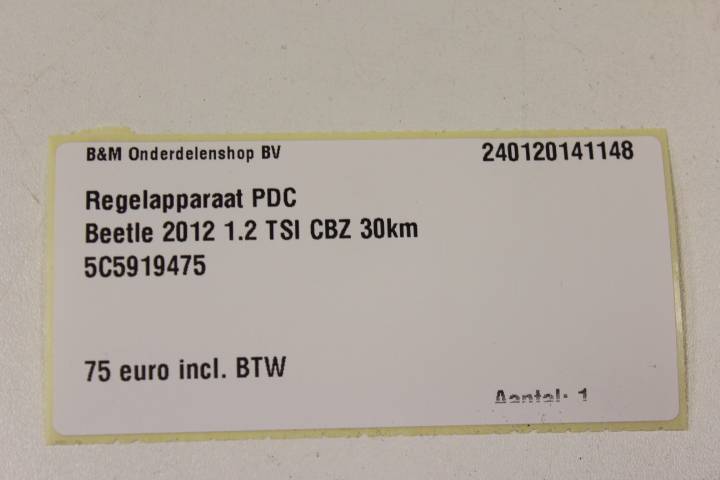 B&M Onderdelenshop BV
240120141148
Regelapparaat PDC
Beetle 2012 1.2 TSI CBZ 30km
5C5919475
75 euro incl. BTW
Aantal: 1